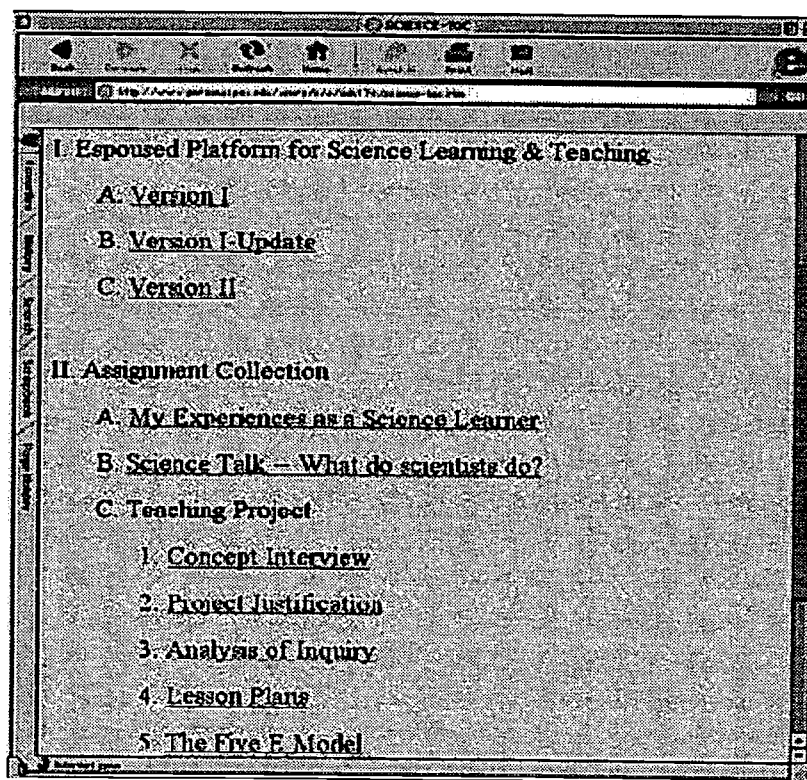 SCIENCE-TOC
I. Espoused Platform for Science Learning & Teaching
A. Version I
B. Version I-Update
C. Version II
II. Assignment Collection
A. My Experiences as a Science Learner
B. Science Talk – What do scientists do?
C. Teaching Project
1. Concept Interview
2. Project Justification
3. Analysis of Inquiry
4. Lesson Plans
5. The Five E Model